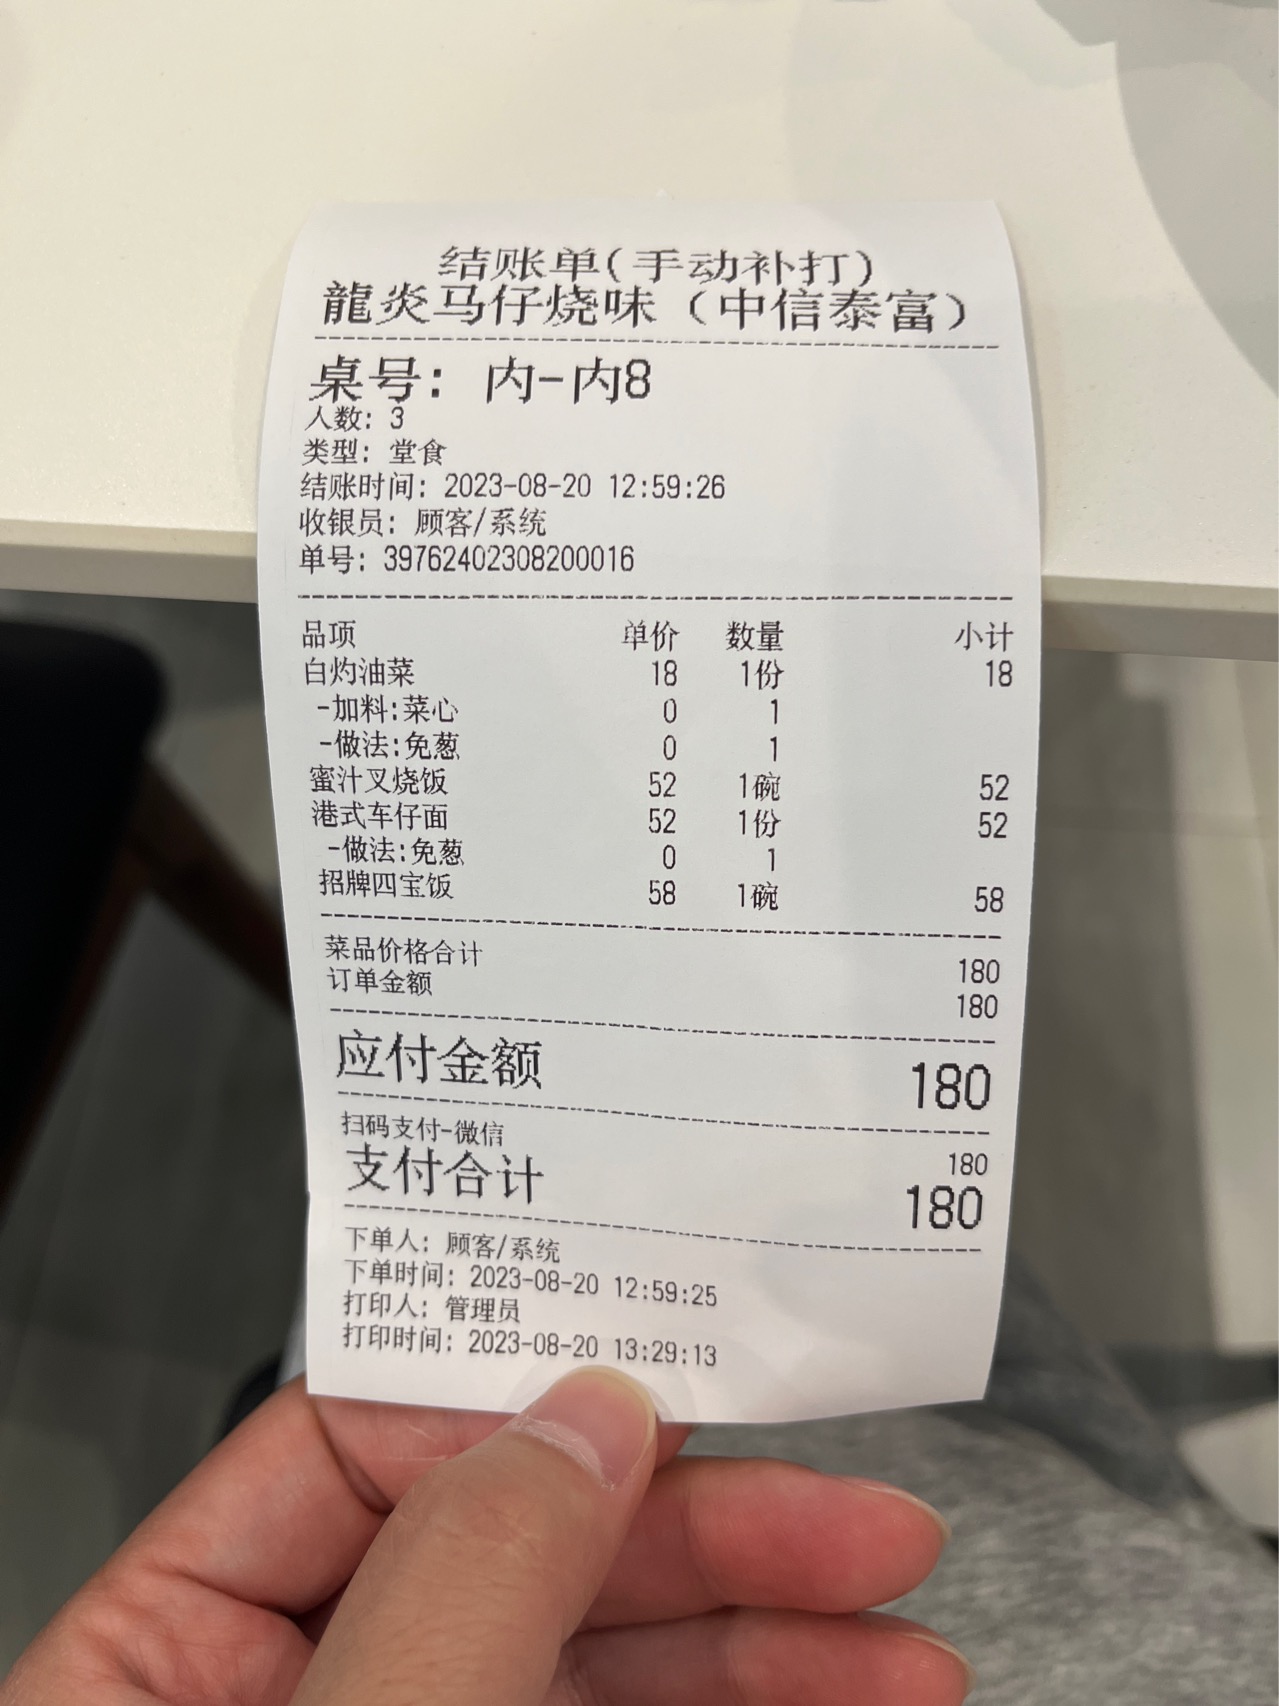 结账单(手动补打)
龍炎马仔烧味（中信泰富）
桌号: 内-内8
人数: 3
类型: 堂食
结账时间: 2023-08-20 12:59:26
收银员: 顾客/系统
单号: 39762402308200016
品项 单价 数量 小计
白灼油菜 18 1份 18
-加料:菜心 0 1
-做法:免葱 0 1
蜜汁叉烧饭 52 1碗 52
港式车仔面 52 1份 52
-做法:免葱 0 1
招牌四宝饭 58 1碗 58
菜品价格合计 180
订单金额 180
应付金额 180
扫码支付-微信 180
支付合计 180
下单人: 顾客/系统
下单时间: 2023-08-20 12:59:25
打印人: 管理员
打印时间: 2023-08-20 13:29:13